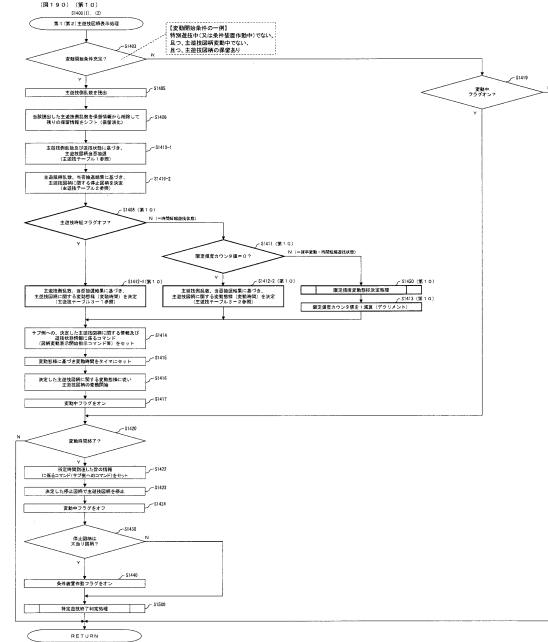 (図190) (第10)
S1400(1), (2)
第1(第2)主遊技図柄表示処理
【変動開始条件の一例】
特別遊技中(又は条件装置作動中)でない、
且つ、主遊技図柄変動中でない、
且つ、主遊技図柄の保留あり
S1403
変動開始条件充足?
N
Y
S1419
変動中
フラグオン?
N
Y
S1405
主遊技側乱数を読出
S1406
当該読出した主遊技側乱数を保留情報から削除して
残りの保留情報をシフト(保留消化)
S1410-1
主遊技側乱数及び遊技状態に基づき、
主遊技図柄当否抽選
(主遊技テーブル1参照)
S1410-2
主遊技側乱数、当否抽選結果に基づき、
主遊技図柄に関する停止図柄を決定
(主遊技テーブル2参照)
S1408 (第10)
主遊技時短フラグオフ?
N (=時間短縮遊技状態)
Y
S1411 (第10)
限定頻度カウンタ値=0?
N (=確率変動・時間短縮遊技状態)
Y
S1412-1(第10)
主遊技側乱数、当否抽選結果に基づき、
主遊技図柄に関する変動態様(変動時間)を決定
(主遊技テーブル3-1参照)
S1412-2 (第10)
主遊技側乱数、当否抽選結果に基づき、
主遊技図柄に関する変動態様(変動時間)を決定
(主遊技テーブル3-2参照)
S1450 (第10)
限定頻度変動態様決定処理
S1413 (第10)
限定頻度カウンタ値を1減算(デクリメント)
S1414
サブ側への、決定した主遊技図柄に関する情報及び
遊技状態情報に係るコマンド
(図柄変動表示開始指示コマンド等)をセット
S1415
変動態様に基づき変動時間をタイマにセット
S1416
決定した主遊技図柄に関する変動態様に従い
主遊技図柄の変動開始
S1417
変動中フラグをオン
S1420
変動時間終了?
N
Y
S1422
所定時間到達した旨の情報
に係るコマンド(サブ側へのコマンド)をセット
S1423
決定した停止図柄で主遊技図柄を停止
S1424
変動中フラグをオフ
S1430
停止図柄は
大当り図柄?
N
Y
S1440
条件装置作動フラグをオン
S1500
特定遊技終了判定処理
RETURN